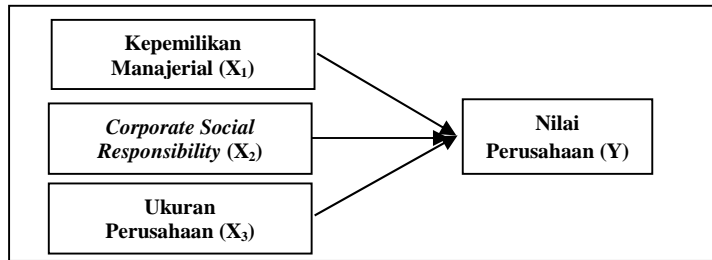 Kepemilikan
Manajerial (X₁)
Corporate Social
Responsibility (X₂)
Ukuran
Perusahaan (X₃)
Nilai
Perusahaan (Y)